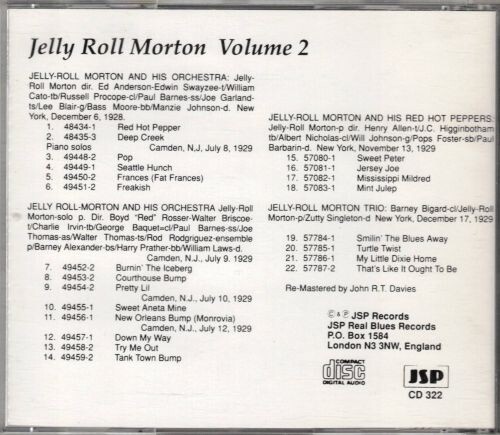 Jelly Roll Morton Volume 2
JELLY-ROLL MORTON AND HIS ORCHESTRA: Jelly-
Roll Morton dir. Ed Anderson-Edwin Swayzee-t/William
Cato-tb/Russell Procope-cl/Paul Barnes-ss/Joe Garland-
ts/Lee Blair-g/Bass Moore-bb/Manzie Johnson-d. New
York, December 6, 1928.
1. 48434-1 Red Hot Pepper
2. 48435-3 Deep Creek
Piano solos Camden, N.J, July 8, 1929
3. 49448-2 Pep
4. 49449-1 Seattle Hunch
5. 49450-2 Frances (Fat Frances)
6. 49451-2 Freakish
JELLY ROLL-MORTON AND HIS ORCHESTRA Jelly-Roll
Morton-solo p. Dir. Boyd "Red" Rosser-Walter Briscoe-
t/Charlie Irvin-tb/George Baquet=cl/Paul Barnes-ss/Joe
Thomas-as/Walter Thomas-ts/Rod Rodgriguez-ensemble
p/Barney Alexander-bs/Harry Prather-bb/William Laws-d.
Camden, N.J., July 9. 1929
7. 49452-2 Burnin' The Iceberg
8. 49453-2 Courthouse Bump
9. 49454-2 Pretty Lil
Camden, N.J., July 10, 1929
10. 49455-1 Sweet Aneta Mine
11. 49456-1 New Orleans Bump (Monrovia)
Camden, N.J., July 12, 1929
12. 49457-1 Down My Way
13. 49458-2 Try Me Out
14. 49459-2 Tank Town Bump
JELLY-ROLL MORTON AND HIS RED HOT PEPPERS:
Jelly-Roll Morton-p dir. Henry Allen-t/J.C. Higginbotham
tb/Albert Nicholas-cl/Will Johnson-g/Pops Foster-sb/Paul
Barbarin-d. New York, November 13, 1929
15. 57080-1 Sweet Peter
16. 57081-1 Jersey Joe
17. 57082-1 Mississippi Mildred
18. 57083-1 Mint Julep
JELLY-ROLL MORTON TRIO: Barney Bigard-cl/Jelly-Roll
Morton-p/Zutty Singleton-d New York, December 17, 1929
19. 57784-1 Smilin' The Blues Away
20. 57785-1 Turtle Twist
21. 57786-1 My Little Dixie Home
22. 57787-2 That's Like It Ought To Be
Re-Mastered by John R.T. Davies
© & ℗ JSP Records
JSP Real Blues Records
P.O. Box 1584
London N3 3NW, England
COMPACT
disc
DIGITAL AUDIO
JSP
CD 322